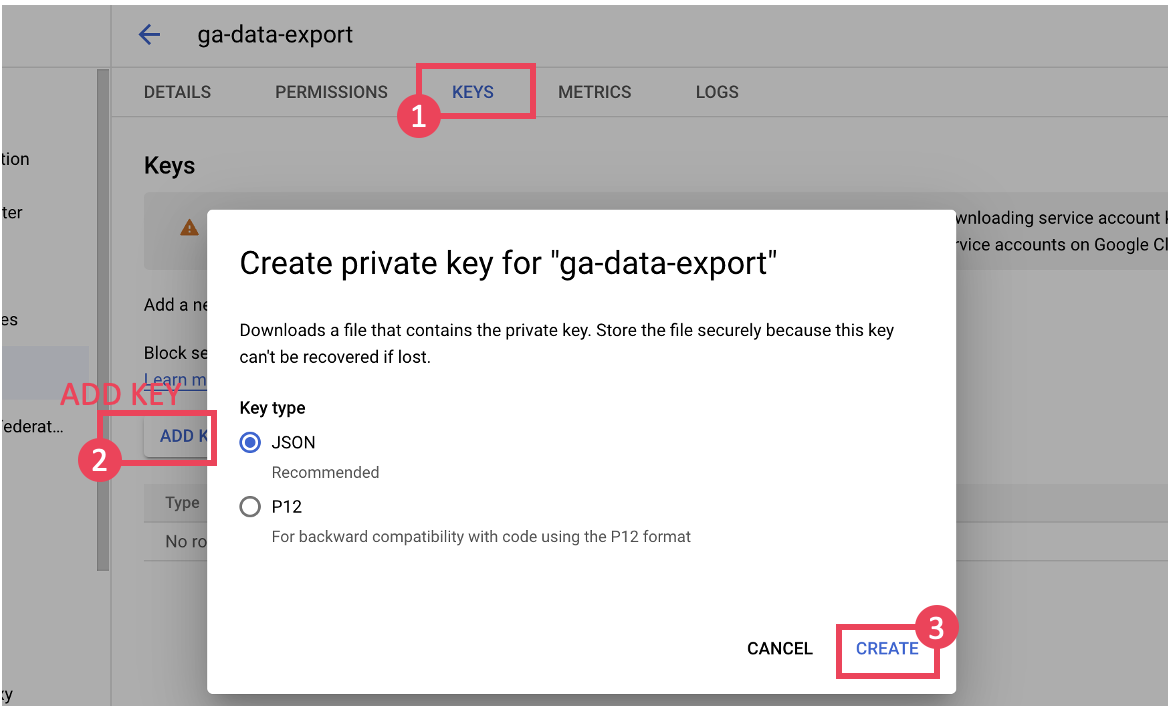 ga-data-export
DETAILS PERMISSIONS KEYS METRICS LOGS
1
tion
Keys
ter
wnloading service account k
rvice accounts on Google Cl
Create private key for "ga-data-export"
Add a ne
es
Downloads a file that contains the private key. Store the file securely because this key
can't be recovered if lost.
Block se
Learn m
ADD KEY
Key type
ederat...
ADD K
2
JSON
Recommended
Type
P12
No ro
For backward compatibility with code using the P12 format
3
CANCEL CREATE
xy